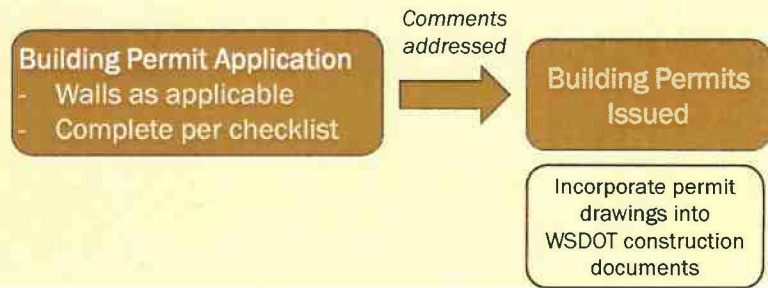 Building Permit Application
- Walls as applicable
- Complete per checklist
Comments
addressed
Building Permits
Issued
Incorporate permit
drawings into
WSDOT construction
documents